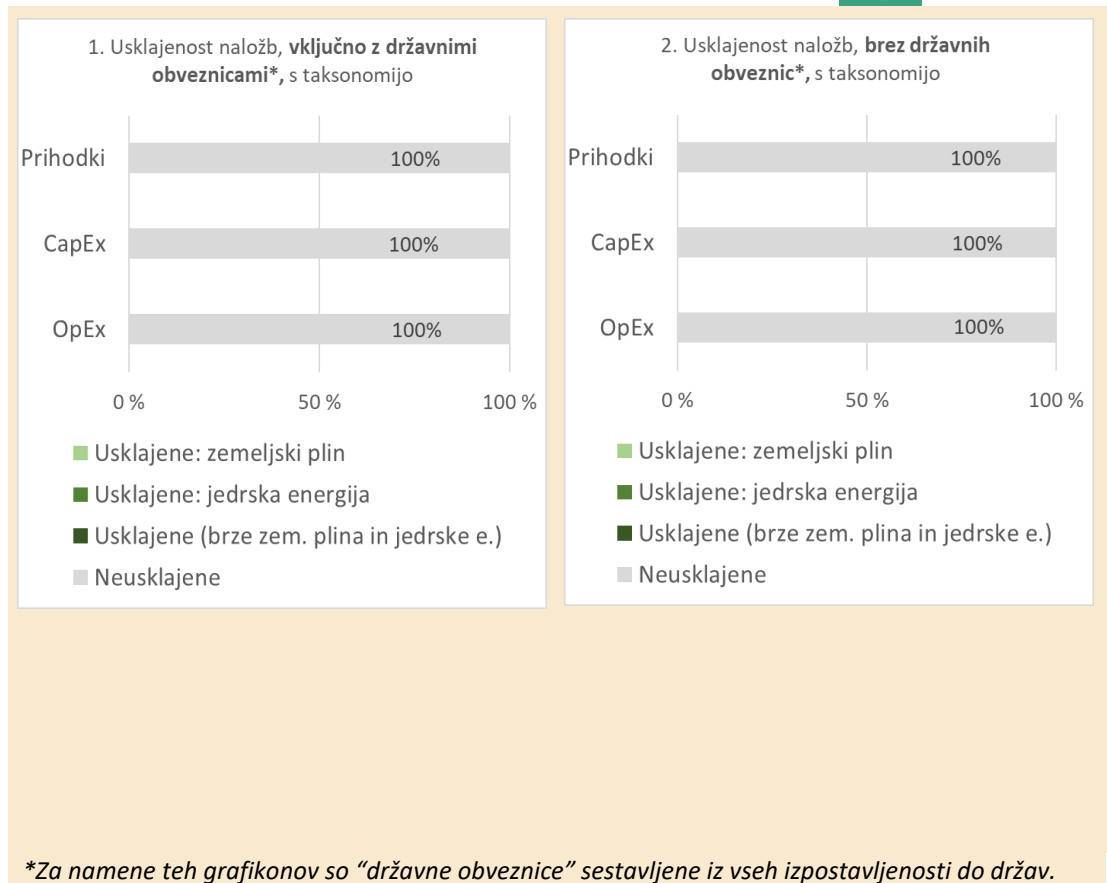 1. Usklajenost naložb, vključno z državnimi
obveznicami*, s taksonomijo
Prihodki
100%
CapEx
100%
OpEx
100%
0 %
50 %
100 %
Usklajene: zemeljski plin
Usklajene: jedrska energija
Usklajene (brze zem. plina in jedrske e.)
Neusklajene
2. Usklajenost naložb, brez državnih
obveznic*, s taksonomijo
Prihodki
100%
CapEx
100%
OpEx
100%
0 %
50 %
100 %
Usklajene: zemeljski plin
Usklajene: jedrska energija
Usklajene (brze zem. plina in jedrske e.)
Neusklajene
*Za namene teh grafikonov so “državne obveznice” sestavljene iz vseh izpostavljenosti do držav.